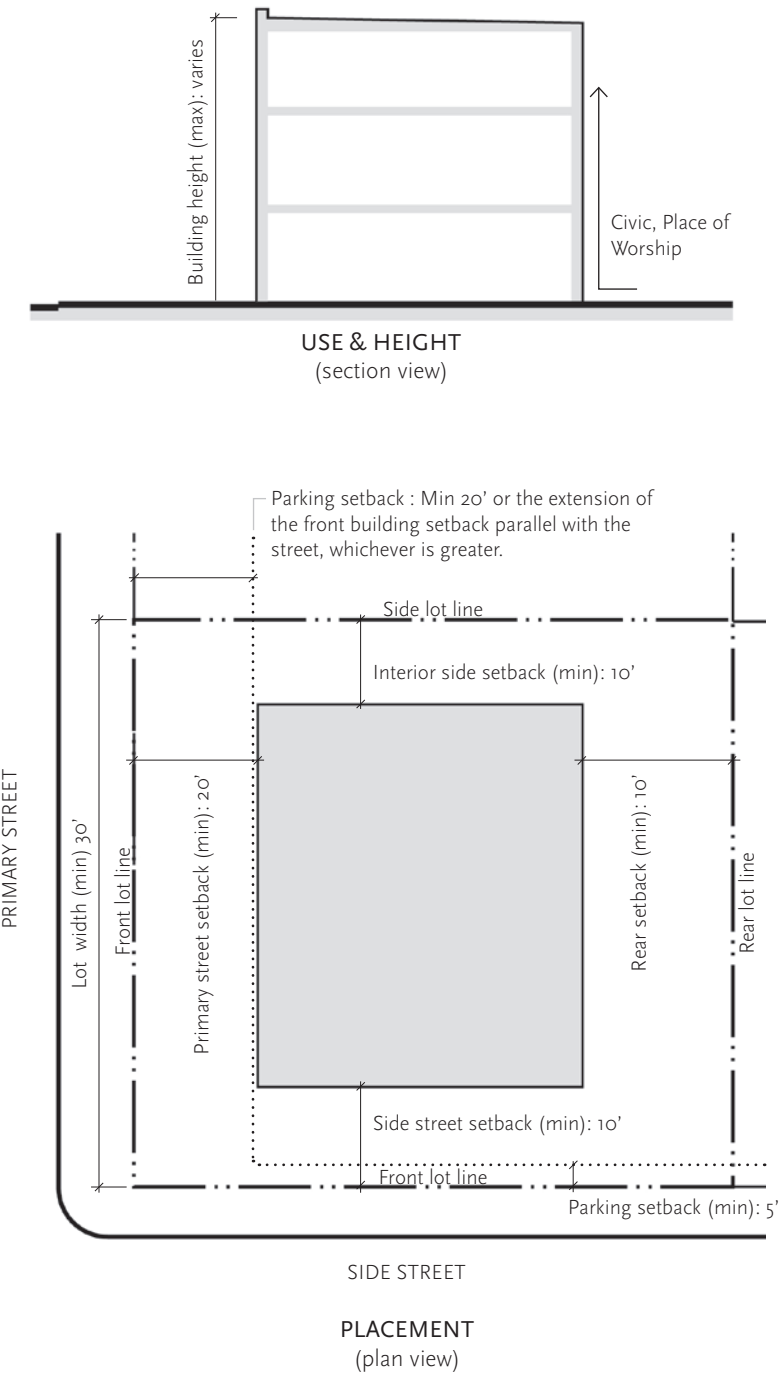 Building height (max): varies
Civic, Place of
Worship
USE & HEIGHT
(section view)
Parking setback : Min 20’ or the extension of
the front building setback parallel with the
street, whichever is greater.
Side lot line
Interior side setback (min): 10’
PRIMARY STREET
Lot width (min) 30’
Front lot line
Primary street setback (min): 20’
Rear setback (min): 10’
Rear lot line
Side street setback (min): 10’
Front lot line
Parking setback (min): 5’
SIDE STREET
PLACEMENT
(plan view)